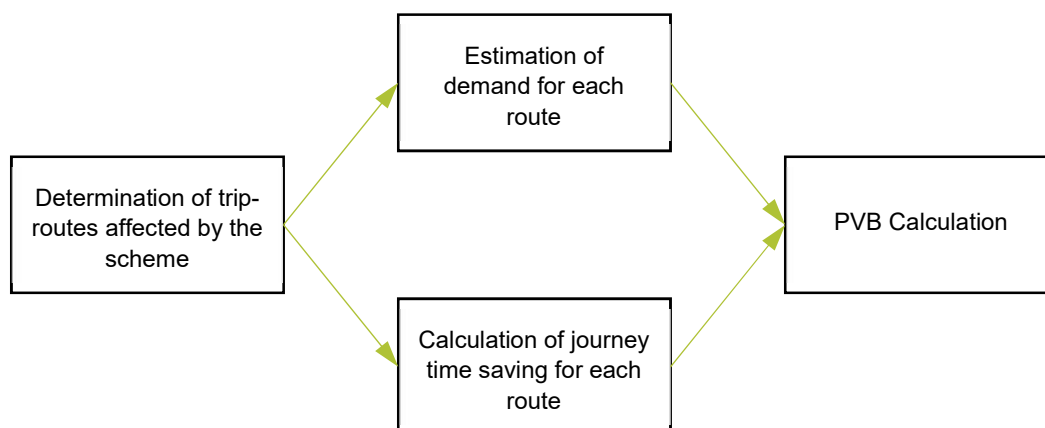 Determination of trip-
routes affected by the
scheme
Estimation of
demand for each
route
Calculation of journey
time saving for each
route
PVB Calculation